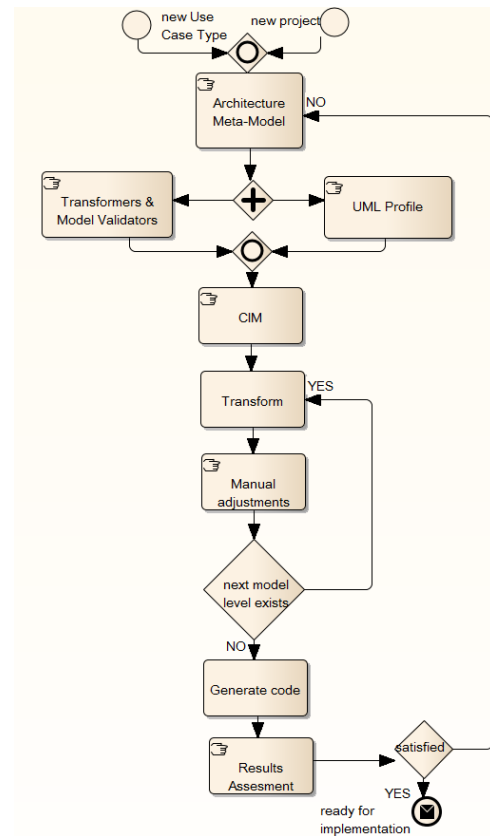 new Use
Case Type
new project
Architecture
Meta-Model
NO
Transformers &
Model Validators
UML Profile
CIM
Transform
YES
Manual
adjustments
next model
level exists
NO
Generate code
Results
Assesment
satisfied
YES
ready for
implementation